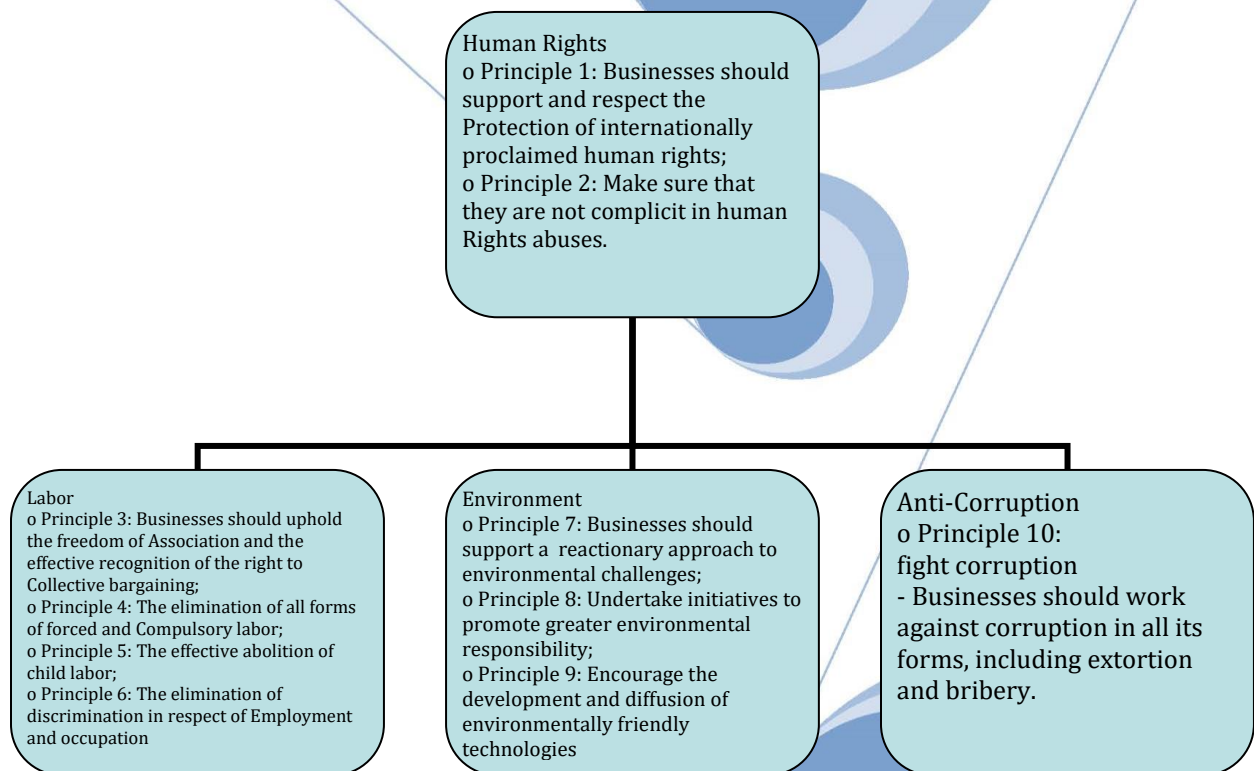 Human Rights
o Principle 1: Businesses should
support and respect the
Protection of internationally
proclaimed human rights;
o Principle 2: Make sure that
they are not complicit in human
Rights abuses.
Labor
o Principle 3: Businesses should uphold
the freedom of Association and the
effective recognition of the right to
Collective bargaining;
o Principle 4: The elimination of all forms
of forced and Compulsory labor;
o Principle 5: The effective abolition of
child labor;
o Principle 6: The elimination of
discrimination in respect of Employment
and occupation
Environment
o Principle 7: Businesses should
support a  reactionary approach to
environmental challenges;
o Principle 8: Undertake initiatives to
promote greater environmental
responsibility;
o Principle 9: Encourage the
development and diffusion of
environmentally friendly
technologies
Anti-Corruption
o Principle 10:
fight corruption
- Businesses should work
against corruption in all its
forms, including extortion
and bribery.